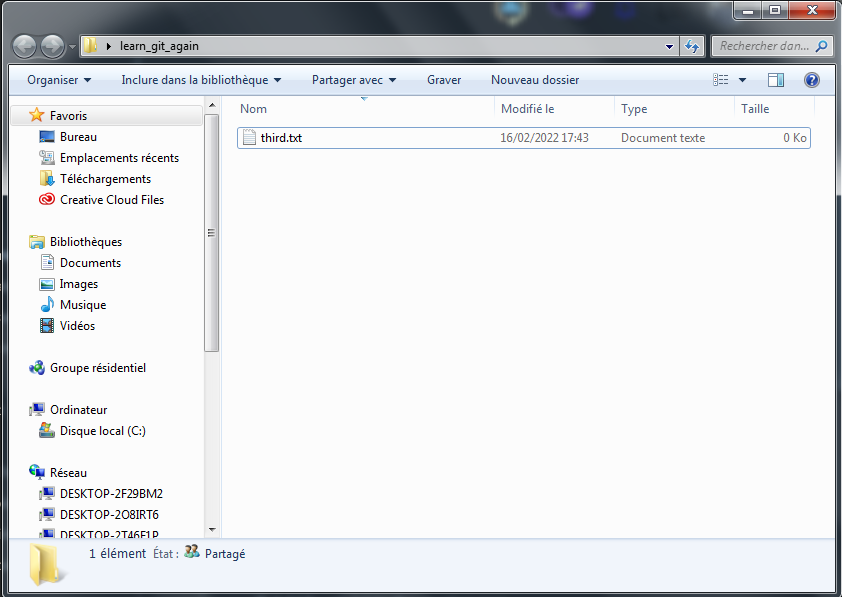 learn_git_again
Rechercher dan...
Organiser
Inclure dans la bibliothèque
Partager avec
Graver
Nouveau dossier
Favoris
Bureau
Emplacements récents
Téléchargements
Creative Cloud Files
Bibliothèques
Documents
Images
Musique
Vidéos
Groupe résidentiel
Ordinateur
Disque local (C:)
Réseau
DESKTOP-2F29BM2
DESKTOP-2O8IRT6
DESKTOP-2T46F1P
Nom Modifié le Type Taille
third.txt 16/02/2022 17:43 Document texte 0 Ko
1 élément État : Partagé